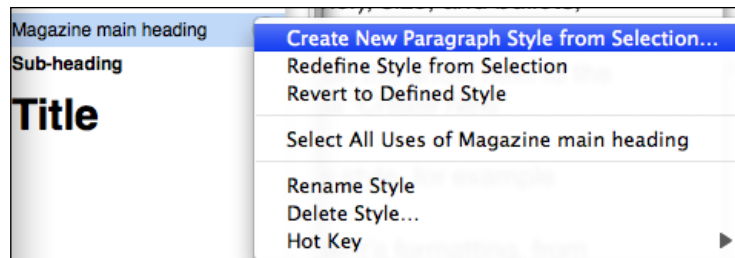 Magazine main heading
Sub-heading
Title
Create New Paragraph Style from Selection...
Redefine Style from Selection
Revert to Defined Style
Select All Uses of Magazine main heading
Rename Style
Delete Style...
Hot Key